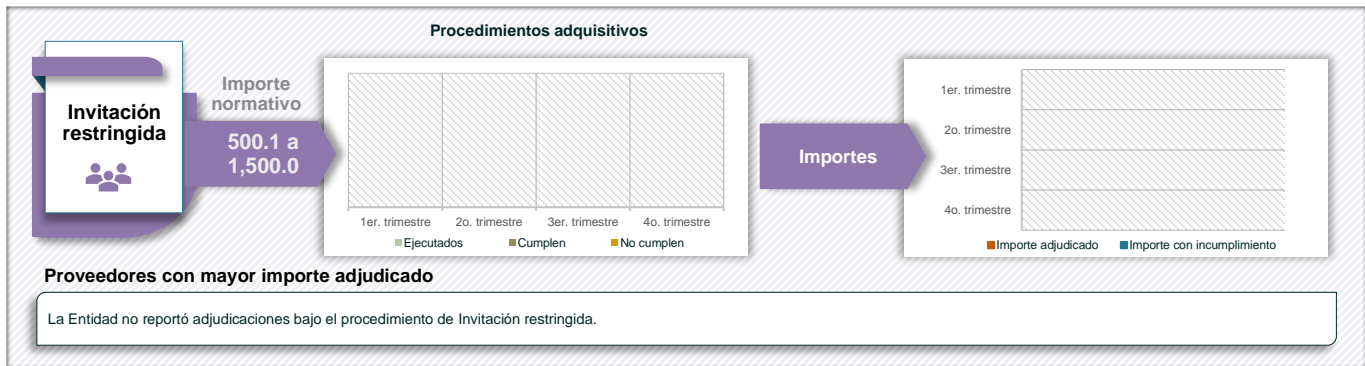 Procedimientos adquisitivos
Invitación
restringida
Importe
normativo
500.1 a
1,500.0
1er. trimestre 2o. trimestre 3er. trimestre 4o. trimestre
Ejecutados Cumplen No cumplen
Importes
1er. trimestre
2o. trimestre
3er. trimestre
4o. trimestre
Importe adjudicado Importe con incumplimiento
Proveedores con mayor importe adjudicado
La Entidad no reportó adjudicaciones bajo el procedimiento de Invitación restringida.